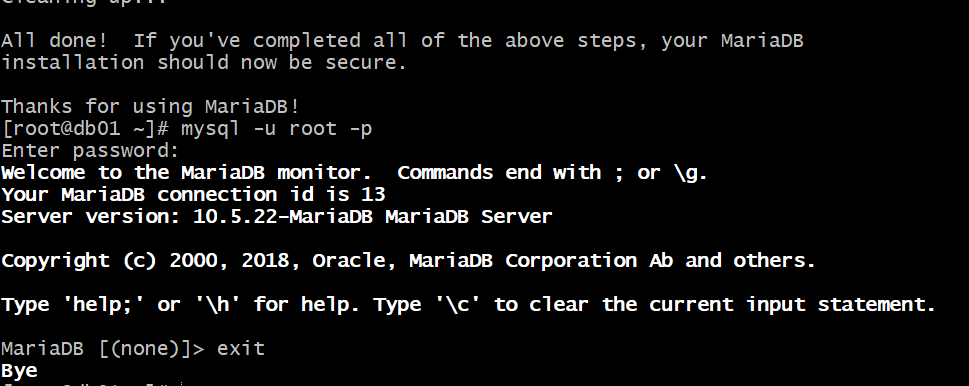 Cleaning up...
All done!  If you've completed all of the above steps, your MariaDB
installation should now be secure.
Thanks for using MariaDB!
[root@db01 ~]# mysql -u root -p
Enter password:
Welcome to the MariaDB monitor.  Commands end with ; or \g.
Your MariaDB connection id is 13
Server version: 10.5.22-MariaDB MariaDB Server
Copyright (c) 2000, 2018, Oracle, MariaDB Corporation Ab and others.
Type 'help;' or '\h' for help. Type '\c' to clear the current input statement.
MariaDB [(none)]> exit
Bye